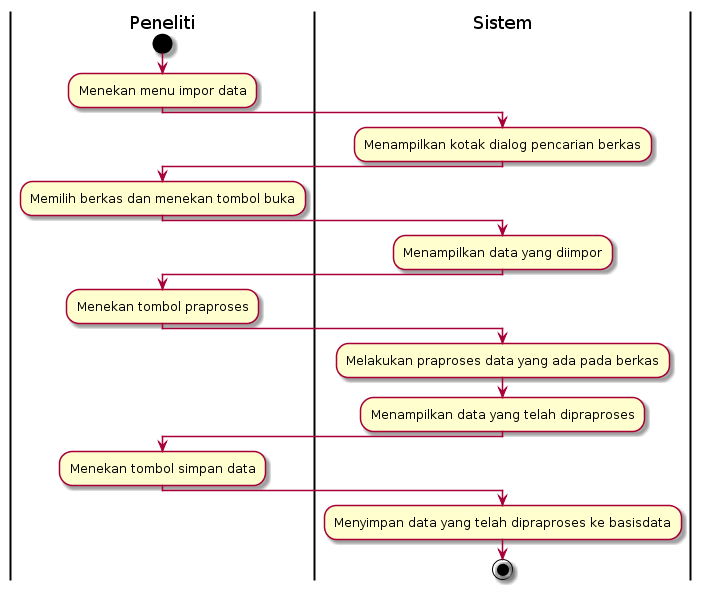 Peneliti
Sistem
Menekan menu impor data
Menampilkan kotak dialog pencarian berkas
Memilih berkas dan menekan tombol buka
Menampilkan data yang diimpor
Menekan tombol praproses
Melakukan praproses data yang ada pada berkas
Menampilkan data yang telah dipraproses
Menekan tombol simpan data
Menyimpan data yang telah dipraproses ke basisdata